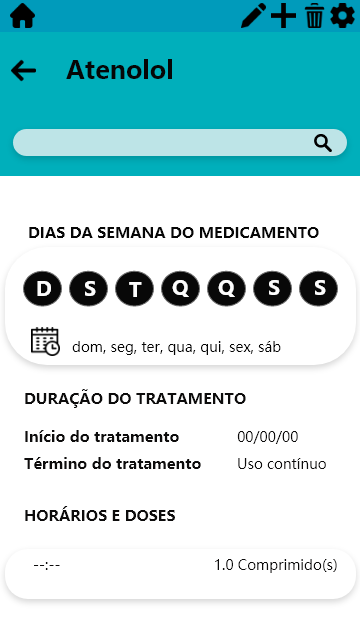 Atenolol
DIAS DA SEMANA DO MEDICAMENTO
D S T Q Q S S
dom, seg, ter, qua, qui, sex, sáb
DURAÇÃO DO TRATAMENTO
Início do tratamento 00/00/00
Término do tratamento Uso contínuo
HORÁRIOS E DOSES
--:-- 1.0 Comprimido(s)